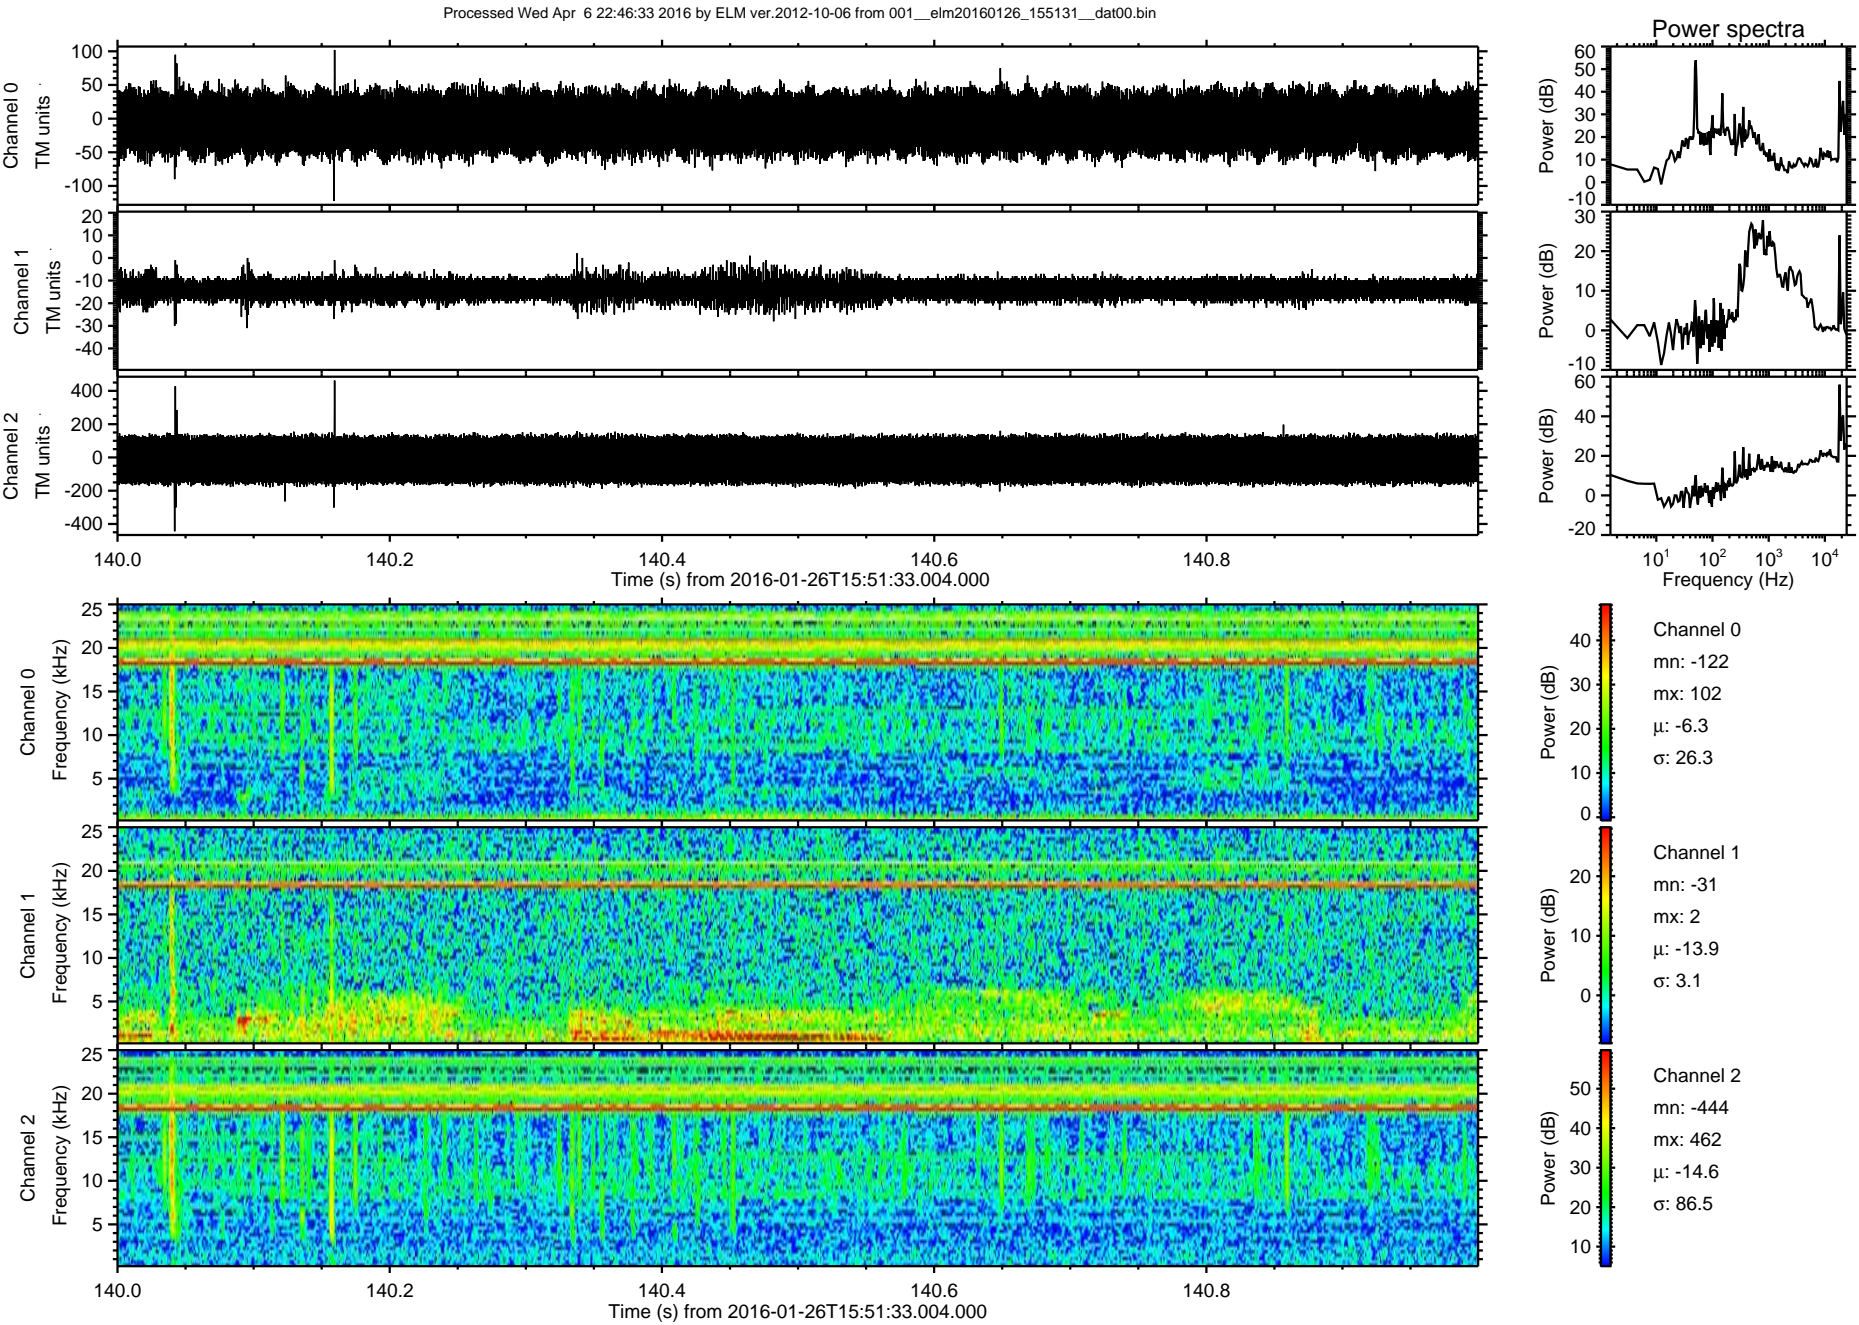 Processed Wed Apr  6 22:46:33 2016 by ELM ver.2012-10-06 from 001__elm20160126_155131__dat00.bin
Power spectra
Channel 0
TM units
100
50
0
-50
-100
Power (dB)
60
50
40
30
20
10
0
-10
Channel 1
TM units
20
10
0
-10
-20
-30
-40
Power (dB)
30
20
10
0
-10
Channel 2
TM units
400
200
0
-200
-400
Power (dB)
60
40
20
0
-20
140.0 140.2 140.4 140.6 140.8
Time (s) from 2016-01-26T15:51:33.004.000
10¹ 10² 10³ 10⁴
Frequency (Hz)
Channel 0
Frequency (kHz)
25
20
15
10
5
Power (dB)
40
30
20
10
0
Channel 0
mn: -122
mx: 102
μ: -6.3
σ: 26.3
Channel 1
Frequency (kHz)
25
20
15
10
5
Power (dB)
20
10
0
Channel 1
mn: -31
mx: 2
μ: -13.9
σ: 3.1
Channel 2
Frequency (kHz)
25
20
15
10
5
Power (dB)
50
40
30
20
10
Channel 2
mn: -444
mx: 462
μ: -14.6
σ: 86.5
140.0 140.2 140.4 140.6 140.8
Time (s) from 2016-01-26T15:51:33.004.000